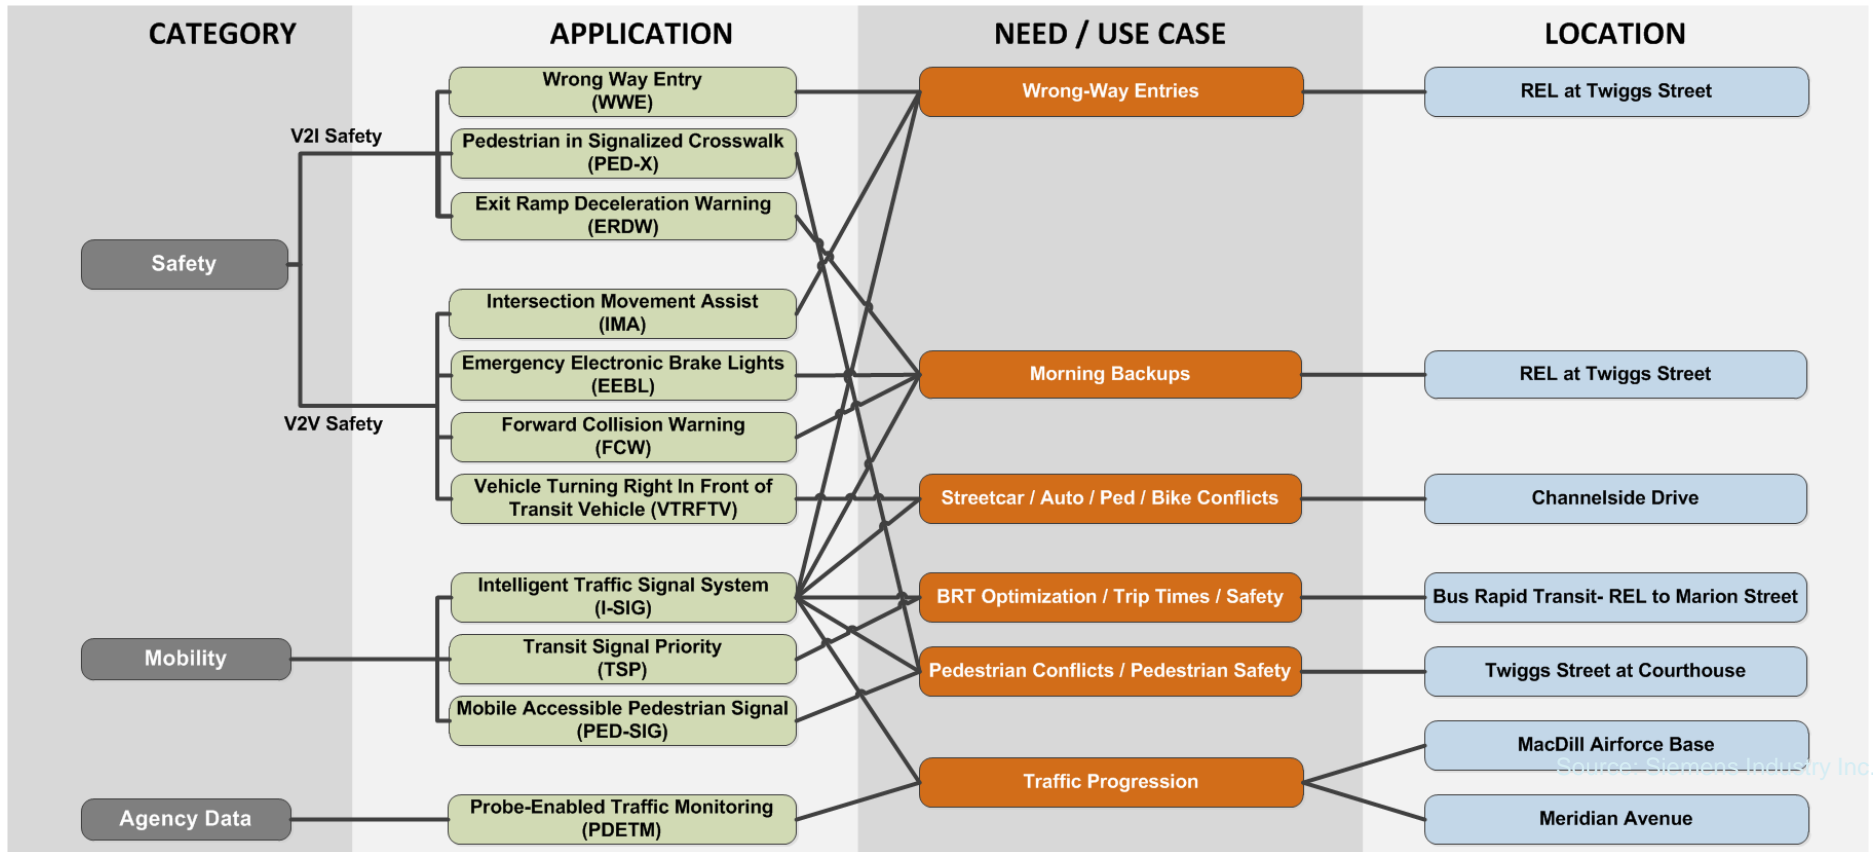 CATEGORY
APPLICATION
NEED / USE CASE
LOCATION
Wrong Way Entry
(WWE)
Wrong-Way Entries
REL at Twiggs Street
V2I Safety
Pedestrian in Signalized Crosswalk
(PED-X)
Exit Ramp Deceleration Warning
(ERDW)
Safety
Intersection Movement Assist
(IMA)
Emergency Electronic Brake Lights
(EEBL)
Morning Backups
REL at Twiggs Street
V2V Safety
Forward Collision Warning
(FCW)
Vehicle Turning Right In Front of
Transit Vehicle (VTRFTV)
Streetcar / Auto / Ped / Bike Conflicts
Channelside Drive
Intelligent Traffic Signal System
(I-SIG)
BRT Optimization / Trip Times / Safety
Bus Rapid Transit- REL to Marion Street
Mobility
Transit Signal Priority
(TSP)
Pedestrian Conflicts / Pedestrian Safety
Twiggs Street at Courthouse
Mobile Accessible Pedestrian Signal
(PED-SIG)
MacDill Airforce Base
Source: Siemens Industry Inc.
Traffic Progression
Agency Data
Probe-Enabled Traffic Monitoring
(PDETM)
Meridian Avenue